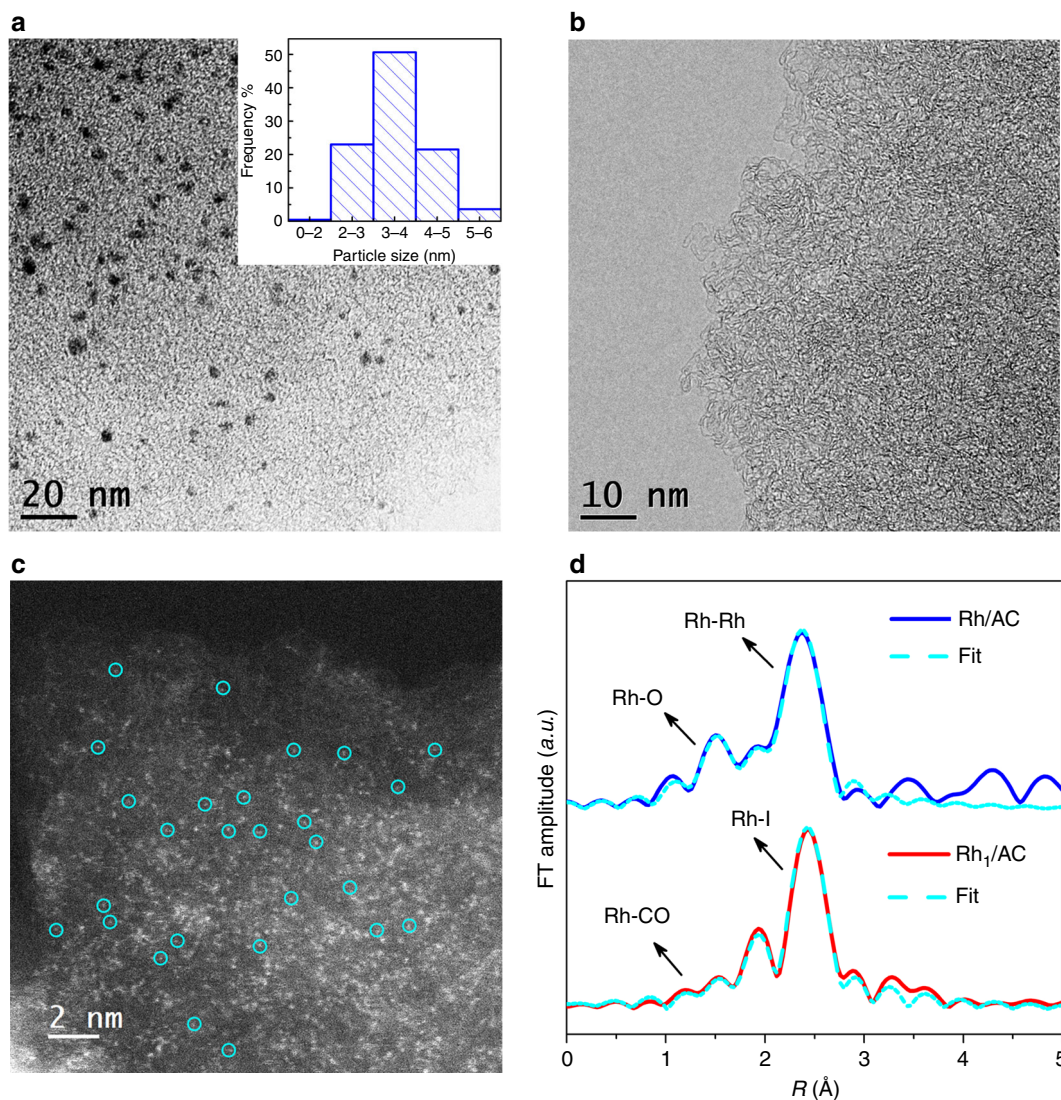 a
50
40
30
20
10
0
Frequency %
0–2 2–3 3–4 4–5 5–6
Particle size (nm)
20 nm
b
10 nm
c
2 nm
d
Rh-Rh
Rh/AC
Fit
Rh-O
Rh-I
Rh₁/AC
Fit
Rh-CO
FT amplitude (a.u.)
0 1 2 3 4 5
R (Å)